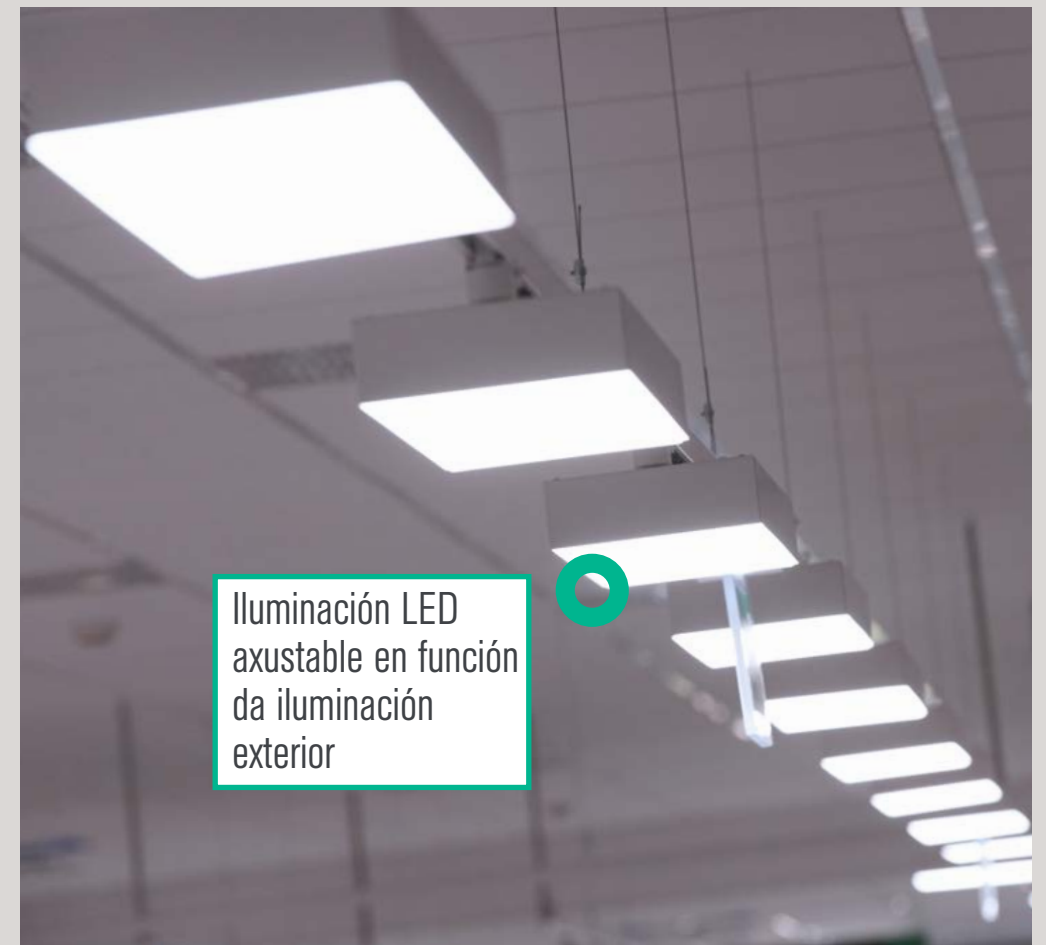 Iluminación LED
axustable en función
da iluminación
exterior